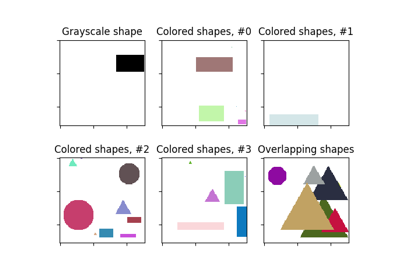 Grayscale shape
Colored shapes, #0
Colored shapes, #1
Colored shapes, #2
Colored shapes, #3
Overlapping shapes